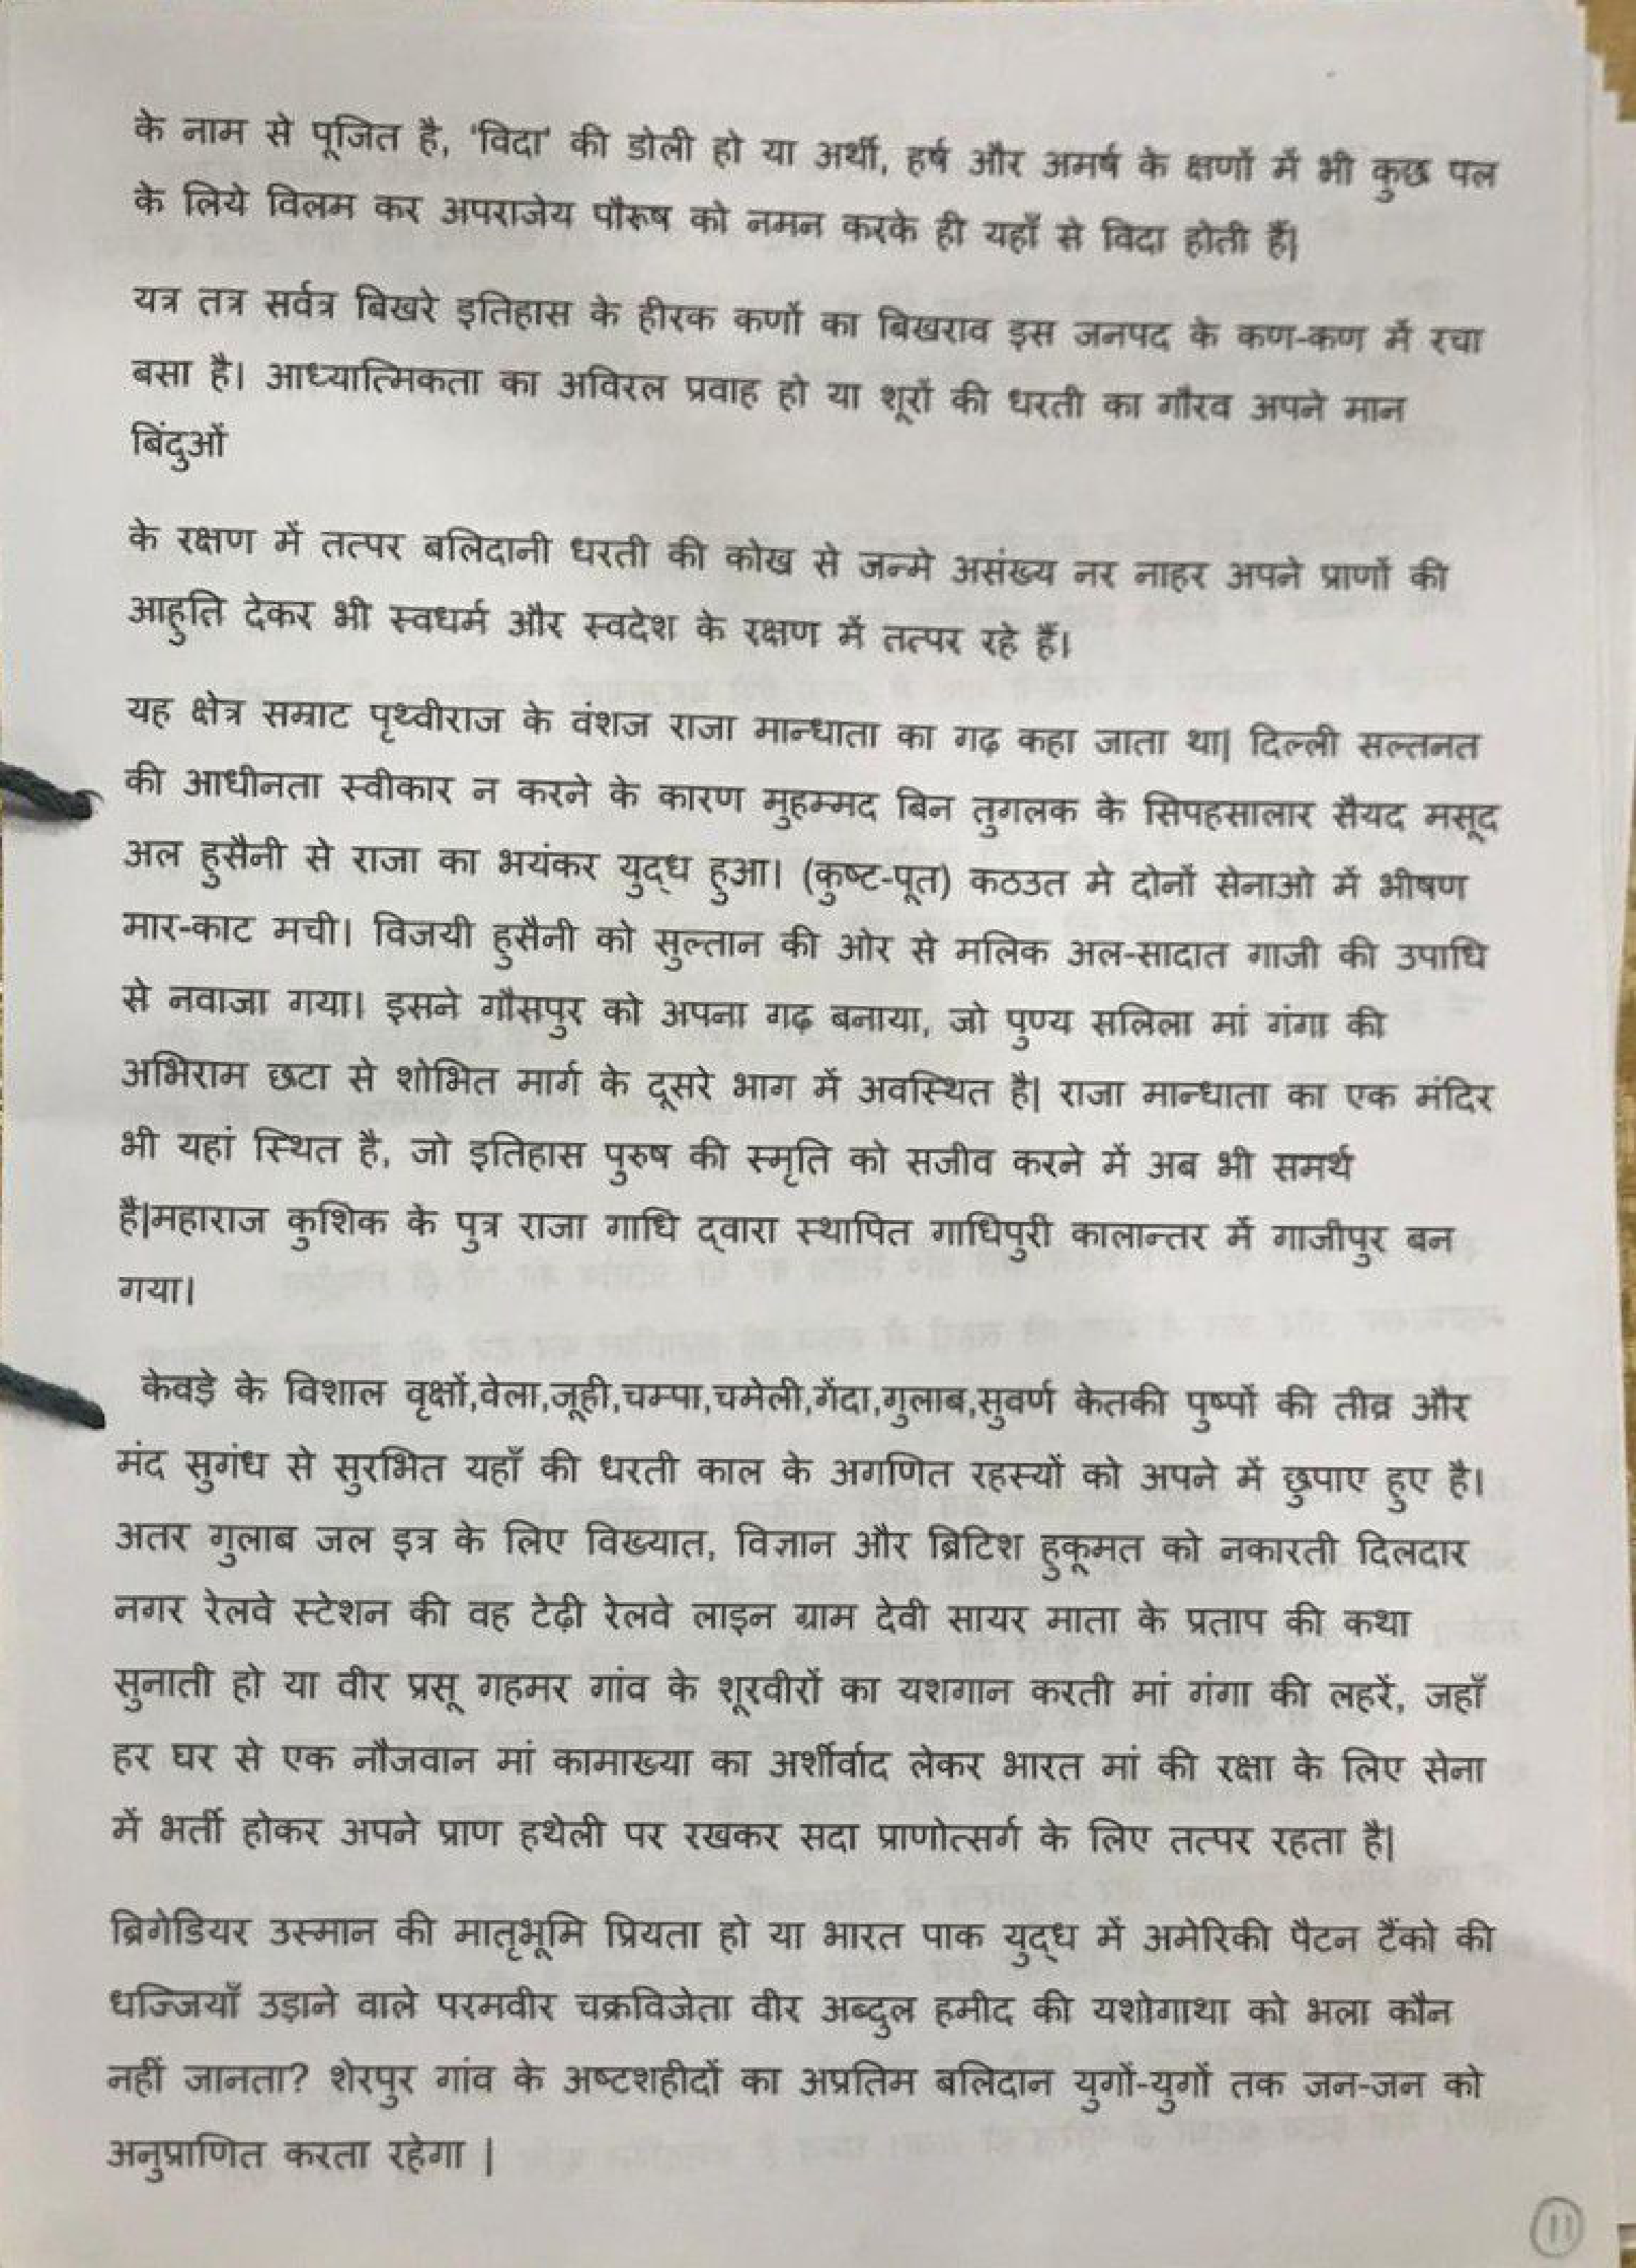 के नाम से पूजित है, 'विदा' की डोली हो या अर्थी, हर्ष और अमर्ष के क्षणों में भी कुछ पल
के लिये विलम कर अपराजेय पौरूष को नमन करके ही यहाँ से विदा होती हैं|
यत्र तत्र सर्वत्र बिखरे इतिहास के हीरक कणों का बिखराव इस जनपद के कण-कण में रचा
बसा है। आध्यात्मिकता का अविरल प्रवाह हो या शूरों की धरती का गौरव अपने मान
बिंदुओं
के रक्षण में तत्पर बलिदानी धरती की कोख से जन्मे असंख्य नर नाहर अपने प्राणों की
आहुति देकर भी स्वधर्म और स्वदेश के रक्षण में तत्पर रहे हैं।
यह क्षेत्र सम्राट पृथ्वीराज के वंशज राजा मान्धाता का गढ़ कहा जाता था| दिल्ली सल्तनत
की आधीनता स्वीकार न करने के कारण मुहम्मद बिन तुगलक के सिपहसालार सैयद मसूद
अल हुसैनी से राजा का भयंकर युद्ध हुआ। (कुष्ट-पूत) कठउत मे दोनों सेनाओ में भीषण
मार-काट मची। विजयी हुसैनी को सुल्तान की ओर से मलिक अल-सादात गाजी की उपाधि
से नवाजा गया। इसने गौसपुर को अपना गढ़ बनाया, जो पुण्य सलिला मां गंगा की
अभिराम छटा से शोभित मार्ग के दूसरे भाग में अवस्थित है| राजा मान्धाता का एक मंदिर
भी यहां स्थित है, जो इतिहास पुरुष की स्मृति को सजीव करने में अब भी समर्थ
है|महाराज कुशिक के पुत्र राजा गाधि द्वारा स्थापित गाधिपुरी कालान्तर में गाजीपुर बन
गया।
केवड़े के विशाल वृक्षों,वेला,जूही,चम्पा,चमेली,गेंदा,गुलाब,सुवर्ण केतकी पुष्पों की तीव्र और
मंद सुगंध से सुरभित यहाँ की धरती काल के अगणित रहस्यों को अपने में छुपाए हुए है।
अतर गुलाब जल इत्र के लिए विख्यात, विज्ञान और ब्रिटिश हुकूमत को नकारती दिलदार
नगर रेलवे स्टेशन की वह टेढ़ी रेलवे लाइन ग्राम देवी सायर माता के प्रताप की कथा
सुनाती हो या वीर प्रसू गहमर गांव के शूरवीरों का यशगान करती मां गंगा की लहरें, जहाँ
हर घर से एक नौजवान मां कामाख्या का अर्शीर्वाद लेकर भारत मां की रक्षा के लिए सेना
में भर्ती होकर अपने प्राण हथेली पर रखकर सदा प्राणोत्सर्ग के लिए तत्पर रहता है|
ब्रिगेडियर उस्मान की मातृभूमि प्रियता हो या भारत पाक युद्ध में अमेरिकी पैटन टैंको की
धज्जियाँ उड़ाने वाले परमवीर चक्रविजेता वीर अब्दुल हमीद की यशोगाथा को भला कौन
नहीं जानता? शेरपुर गांव के अष्टशहीदों का अप्रतिम बलिदान युगों-युगों तक जन-जन को
अनुप्राणित करता रहेगा |
11